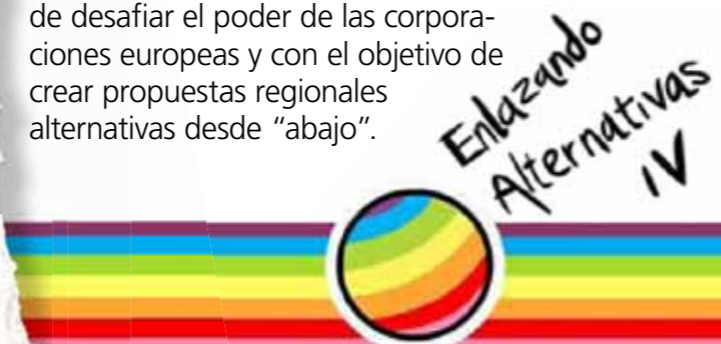 de desafiar el poder de las corpora-
ciones europeas y con el objetivo de
crear propuestas regionales
alternativas desde “abajo”.
Enlazando
Alternativas
IV